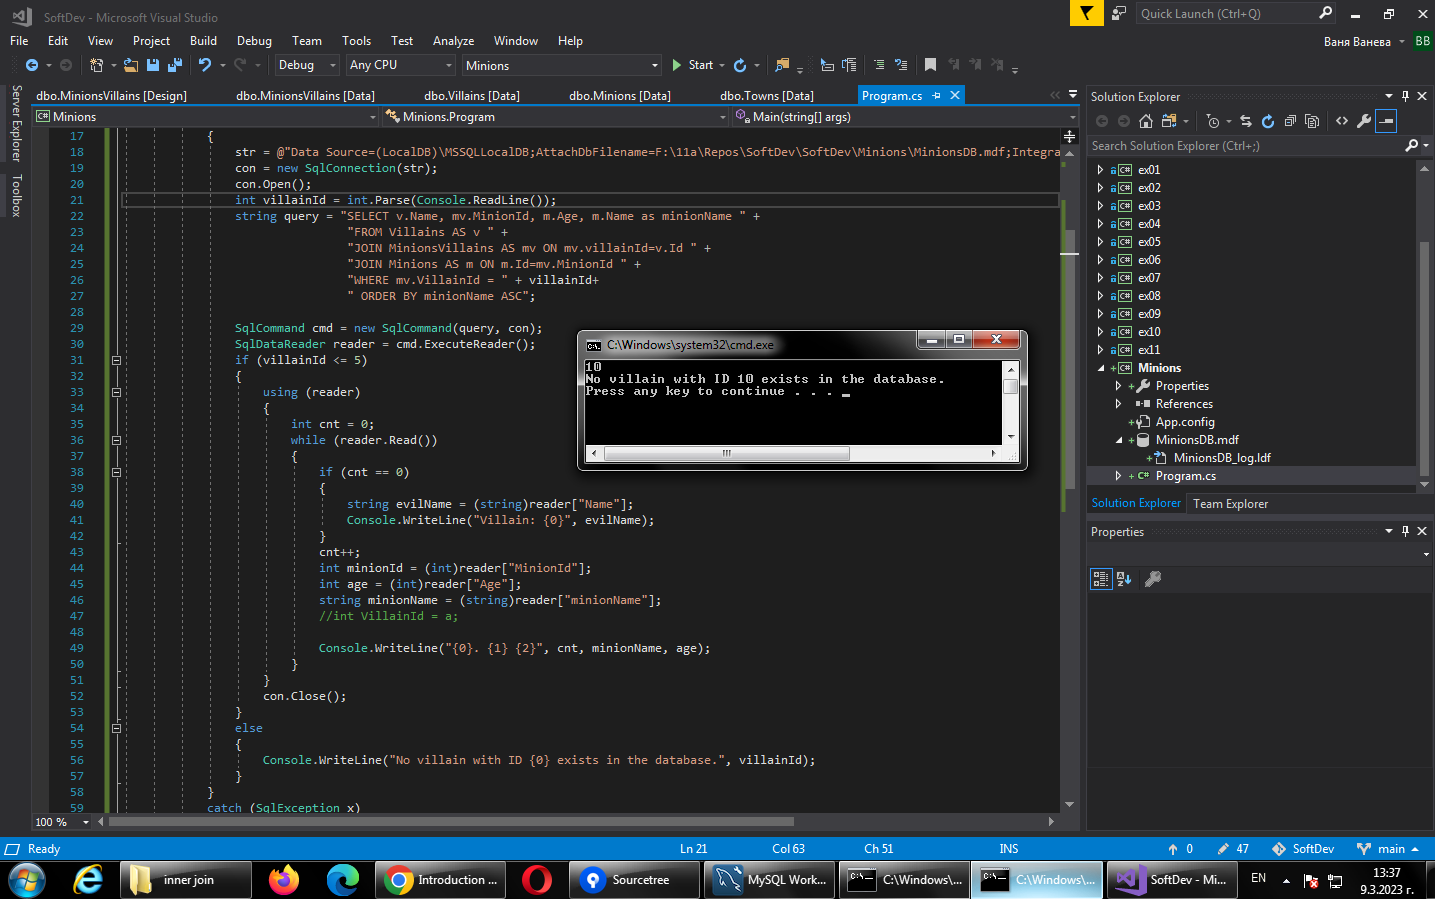 SoftDev - Microsoft Visual Studio
Quick Launch (Ctrl+Q)
File Edit View Project Build Debug Team Tools Test Analyze Window Help
Ваня Ванева BB
Debug Any CPU Minions Start
Server Explorer
Toolbox
dbo.MinionsVillains [Design] dbo.MinionsVillains [Data] dbo.Villains [Data] dbo.Minions [Data] dbo.Towns [Data] Program.cs
Minions Minions.Program Main(string[] args)
17 {
18 str = @"Data Source=(LocalDB)\MSSQLLocalDB;AttachDbFilename=F:\11a\Repos\SoftDev\SoftDev\Minions\MinionsDB.mdf;Integra
19 con = new SqlConnection(str);
20 con.Open();
21 int villainId = int.Parse(Console.ReadLine());
22 string query = "SELECT v.Name, mv.MinionId, m.Age, m.Name as minionName " +
23 "FROM Villains AS v " +
24 "JOIN MinionsVillains AS mv ON mv.villainId=v.Id " +
25 "JOIN Minions AS m ON m.Id=mv.MinionId " +
26 "WHERE mv.VillainId = " + villainId+
27 " ORDER BY minionName ASC";
28
29 SqlCommand cmd = new SqlCommand(query, con);
30 SqlDataReader reader = cmd.ExecuteReader();
31 if (villainId <= 5)
32 {
33 using (reader)
34 {
35 int cnt = 0;
36 while (reader.Read())
37 {
38 if (cnt == 0)
39 {
40 string evilName = (string)reader["Name"];
41 Console.WriteLine("Villain: {0}", evilName);
42 }
43 cnt++;
44 int minionId = (int)reader["MinionId"];
45 int age = (int)reader["Age"];
46 string minionName = (string)reader["minionName"];
47 //int VillainId = a;
48
49 Console.WriteLine("{0}. {1} {2}", cnt, minionName, age);
50 }
51 }
52 con.Close();
53 }
54 else
55 {
56 Console.WriteLine("No villain with ID {0} exists in the database.", villainId);
57 }
58 }
59 catch (SqlException x)
100 %
C:\Windows\system32\cmd.exe
10
No villain with ID 10 exists in the database.
Press any key to continue . . .
Solution Explorer
Search Solution Explorer (Ctrl+;)
C# ex01
C# ex02
C# ex03
C# ex04
C# ex05
C# ex06
C# ex07
C# ex08
C# ex09
C# ex10
C# ex11
C# Minions
Properties
References
App.config
MinionsDB.mdf
MinionsDB_log.ldf
C# Program.cs
Solution Explorer Team Explorer
Properties
Ready Ln 21 Col 63 Ch 51 INS 0 47 SoftDev main
inner join Introduction ... Sourcetree MySQL Work... C:\Windows\... C:\Windows\... SoftDev - Mi... EN 13:37
9.3.2023 г.